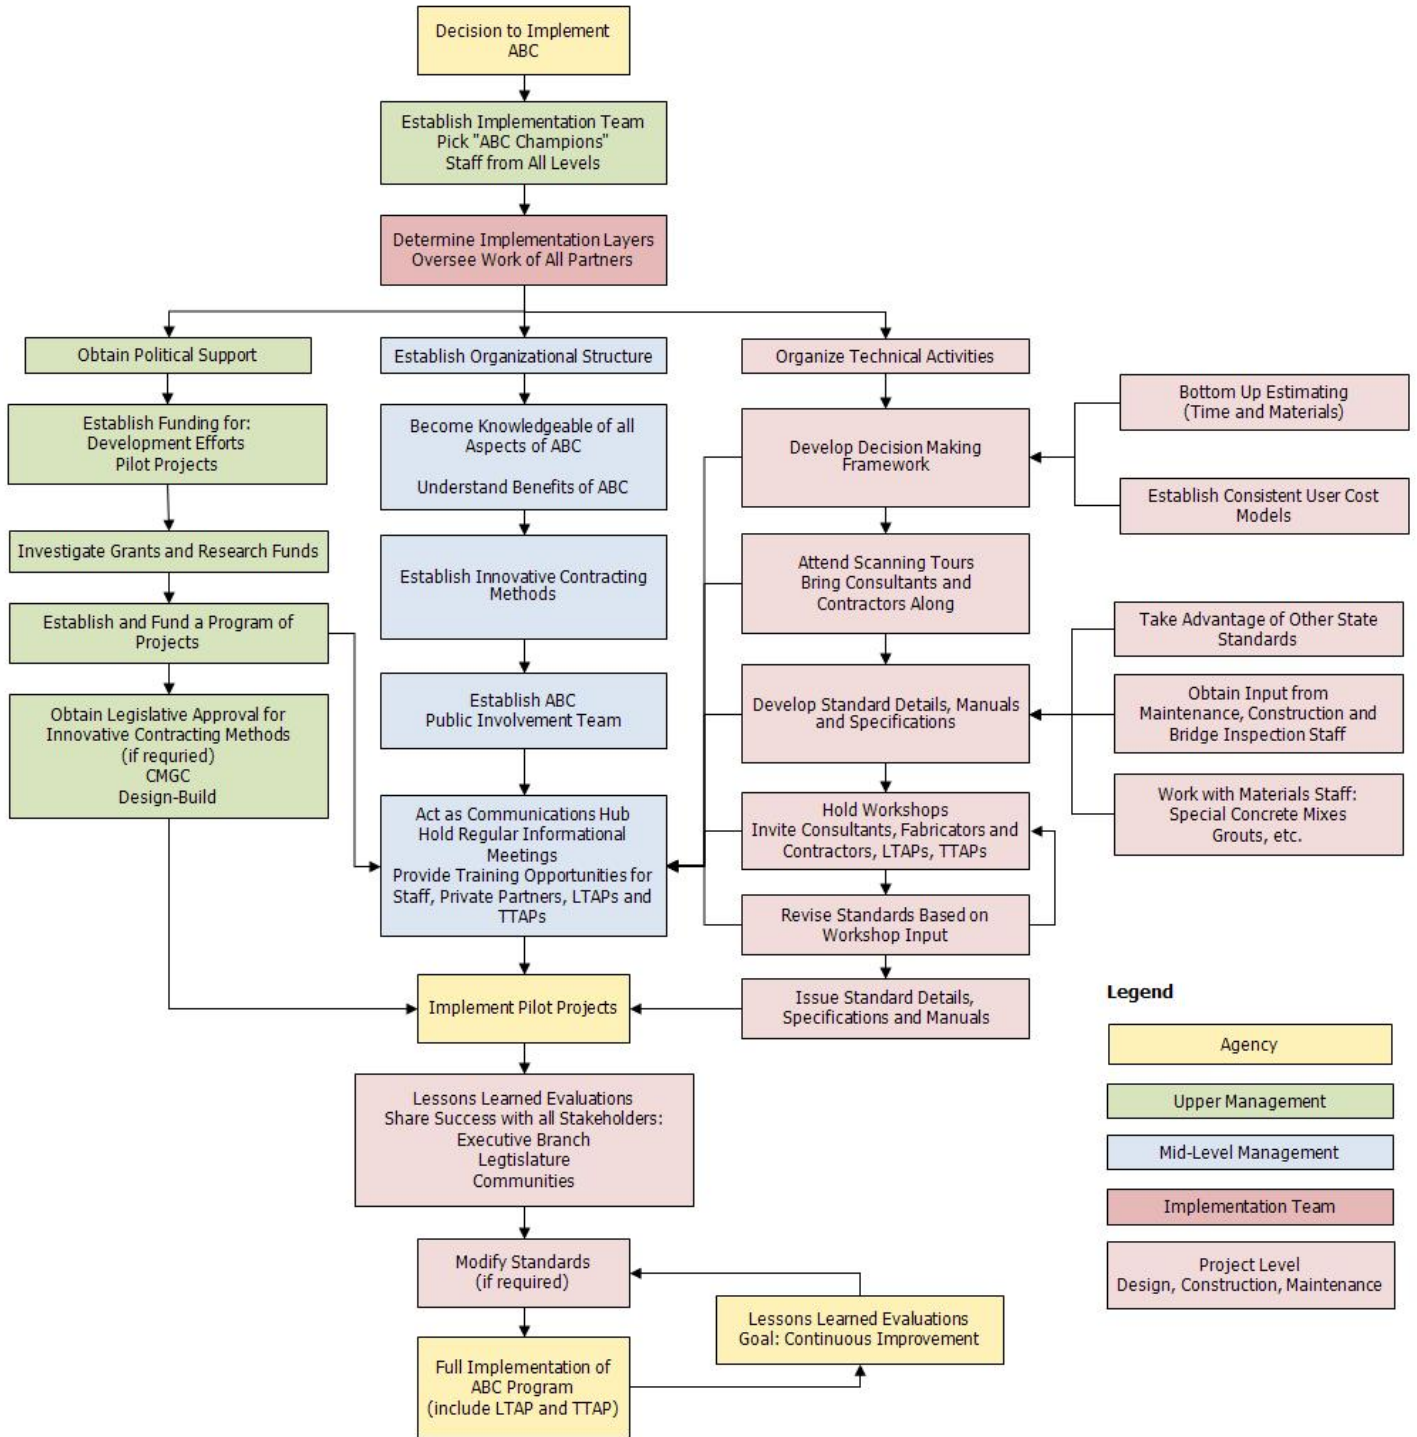 Decision to Implement
ABC
Establish Implementation Team
Pick "ABC Champions"
Staff from All Levels
Determine Implementation Layers
Oversee Work of All Partners
Obtain Political Support
Establish Funding for:
Development Efforts
Pilot Projects
Investigate Grants and Research Funds
Establish and Fund a Program of
Projects
Obtain Legislative Approval for
Innovative Contracting Methods
(if requried)
CMGC
Design-Build
Establish Organizational Structure
Become Knowledgeable of all
Aspects of ABC
Understand Benefits of ABC
Establish Innovative Contracting
Methods
Establish ABC
Public Involvement Team
Act as Communications Hub
Hold Regular Informational
Meetings
Provide Training Opportunities for
Staff, Private Partners, LTAPs and
TTAPs
Organize Technical Activities
Develop Decision Making
Framework
Attend Scanning Tours
Bring Consultants and
Contractors Along
Develop Standard Details, Manuals
and Specifications
Hold Workshops
Invite Consultants, Fabricators and
Contractors, LTAPs, TTAPs
Revise Standards Based on
Workshop Input
Issue Standard Details,
Specifications and Manuals
Bottom Up Estimating
(Time and Materials)
Establish Consistent User Cost
Models
Take Advantage of Other State
Standards
Obtain Input from
Maintenance, Construction and
Bridge Inspection Staff
Work with Materials Staff:
Special Concrete Mixes
Grouts, etc.
Implement Pilot Projects
Lessons Learned Evaluations
Share Success with all Stakeholders:
Executive Branch
Legtislature
Communities
Modify Standards
(if required)
Lessons Learned Evaluations
Goal: Continuous Improvement
Full Implementation of
ABC Program
(include LTAP and TTAP)
Legend
Agency
Upper Management
Mid-Level Management
Implementation Team
Project Level
Design, Construction, Maintenance